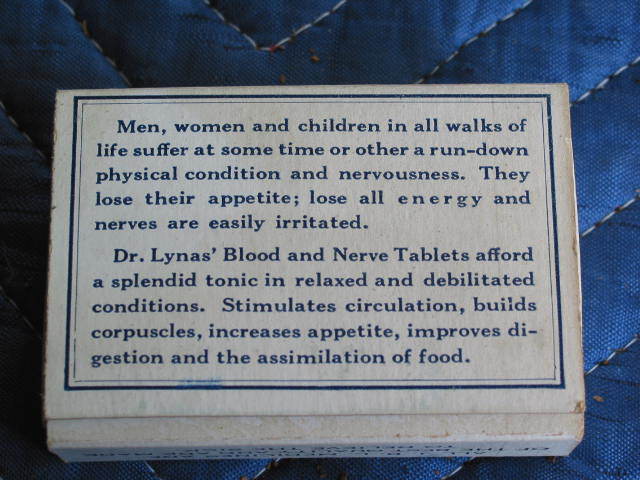 Men, women and children in all walks of
life suffer at some time or other a run-down
physical condition and nervousness. They
lose their appetite; lose all energy and
nerves are easily irritated.
Dr. Lynas' Blood and Nerve Tablets afford
a splendid tonic in relaxed and debilitated
conditions. Stimulates circulation, builds
corpuscles, increases appetite, improves di-
gestion and the assimilation of food.